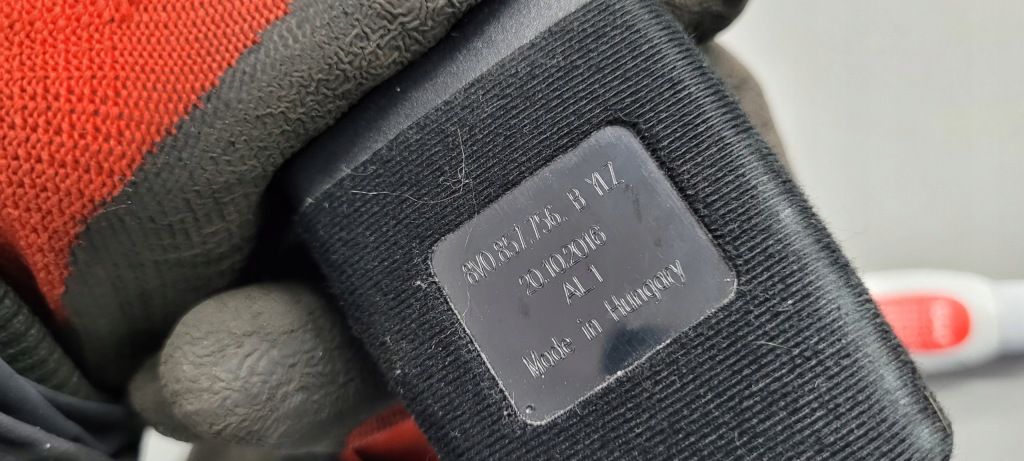 8V0.857.756. B YLZ
20.10.2016
AL1
Made in Hungary